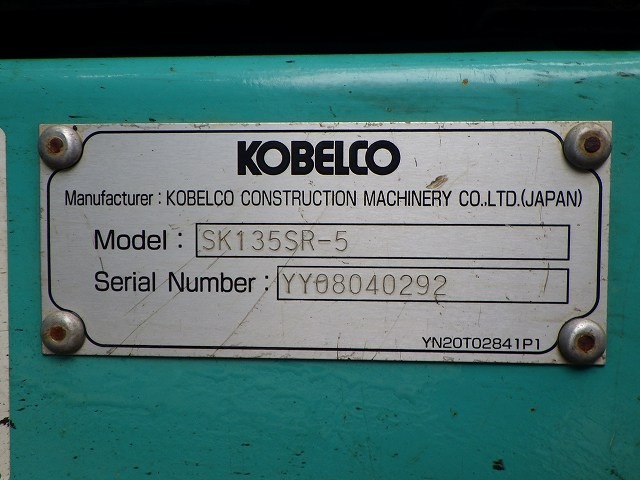 KOBELCO
Manufacturer : KOBELCO CONSTRUCTION MACHINERY CO.,LTD.(JAPAN)
Model : SK135SR-5
Serial Number : YY08040292
YN20T02841P1